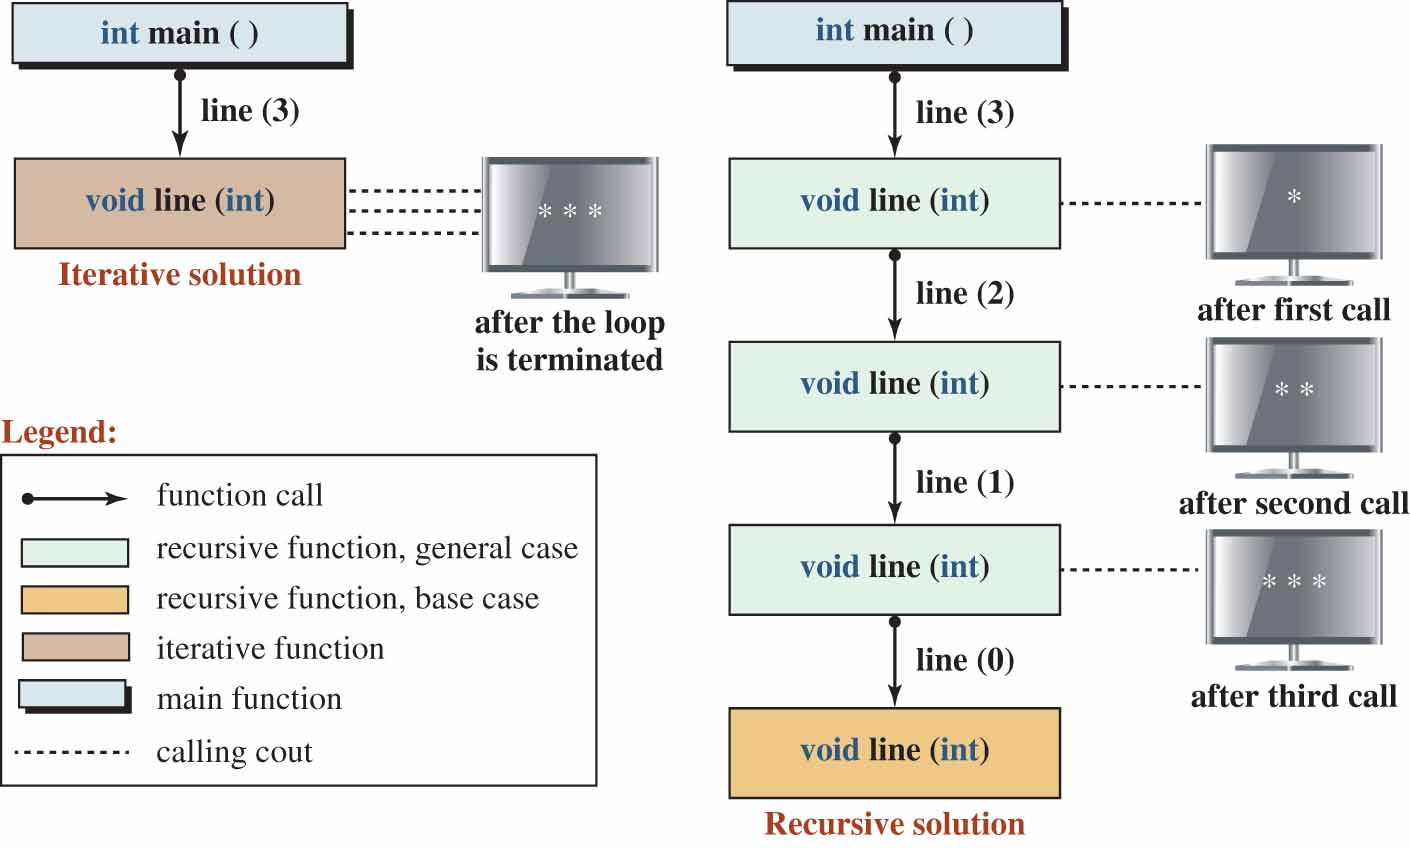 int main ( )
line (3)
void line (int)
* * *
Iterative solution
after the loop
is terminated
Legend:
function call
recursive function, general case
recursive function, base case
iterative function
main function
calling cout
int main ( )
line (3)
void line (int)
*
after first call
line (2)
void line (int)
* *
after second call
line (1)
void line (int)
* * *
after third call
line (0)
void line (int)
Recursive solution